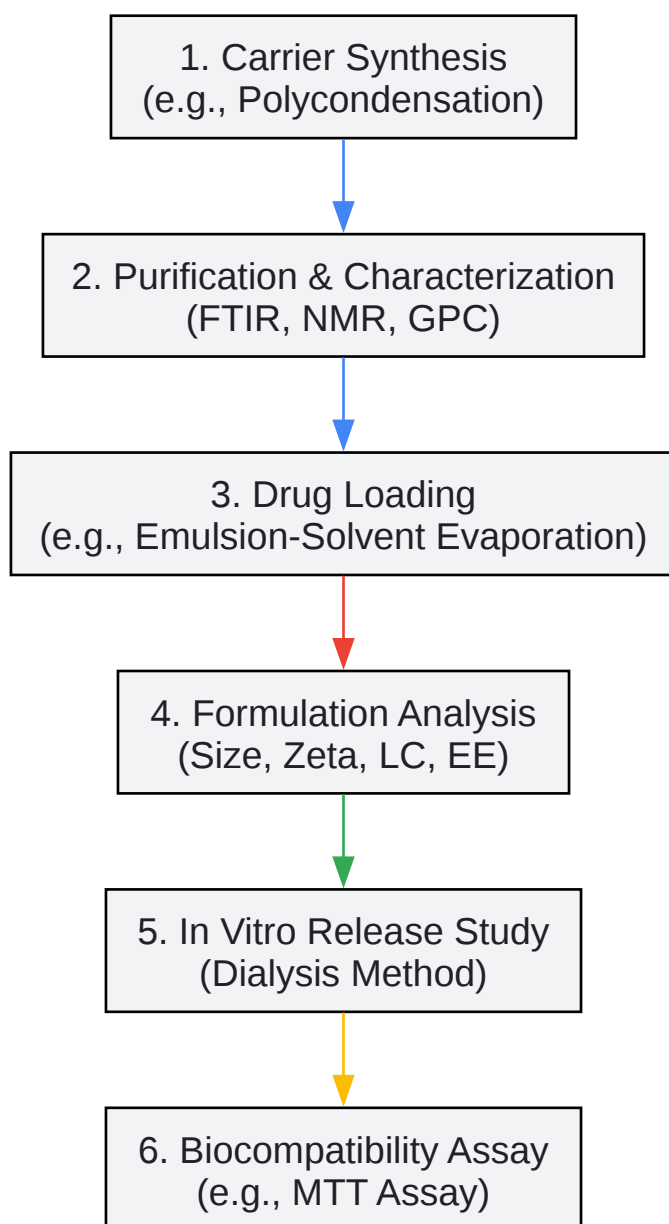 1. Carrier Synthesis
(e.g., Polycondensation)
2. Purification & Characterization
(FTIR, NMR, GPC)
3. Drug Loading
(e.g., Emulsion-Solvent Evaporation)
4. Formulation Analysis
(Size, Zeta, LC, EE)
5. In Vitro Release Study
(Dialysis Method)
6. Biocompatibility Assay
(e.g., MTT Assay)